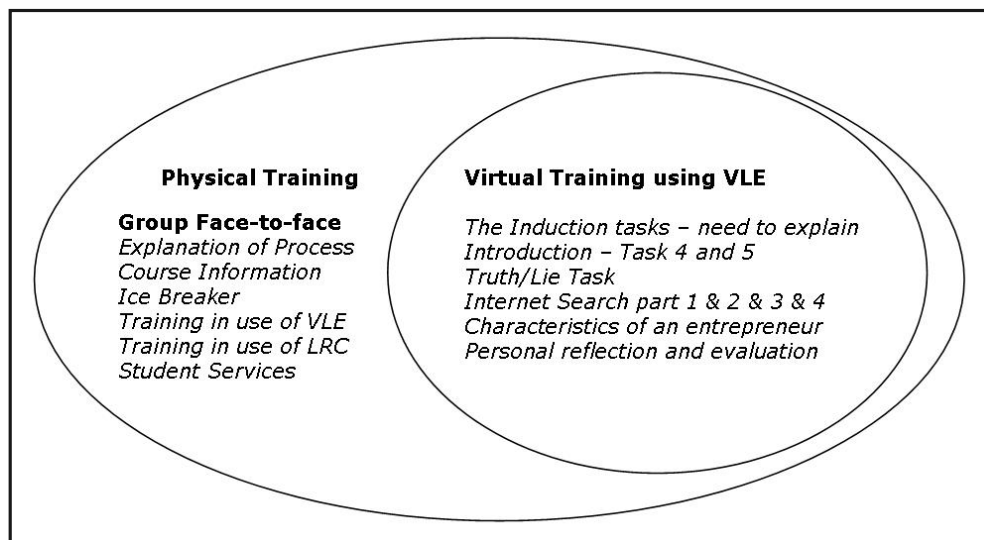 Physical Training
Group Face-to-face
Explanation of Process
Course Information
Ice Breaker
Training in use of VLE
Training in use of LRC
Student Services
Virtual Training using VLE
The Induction tasks – need to explain
Introduction – Task 4 and 5
Truth/Lie Task
Internet Search part 1 & 2 & 3 & 4
Characteristics of an entrepreneur
Personal reflection and evaluation